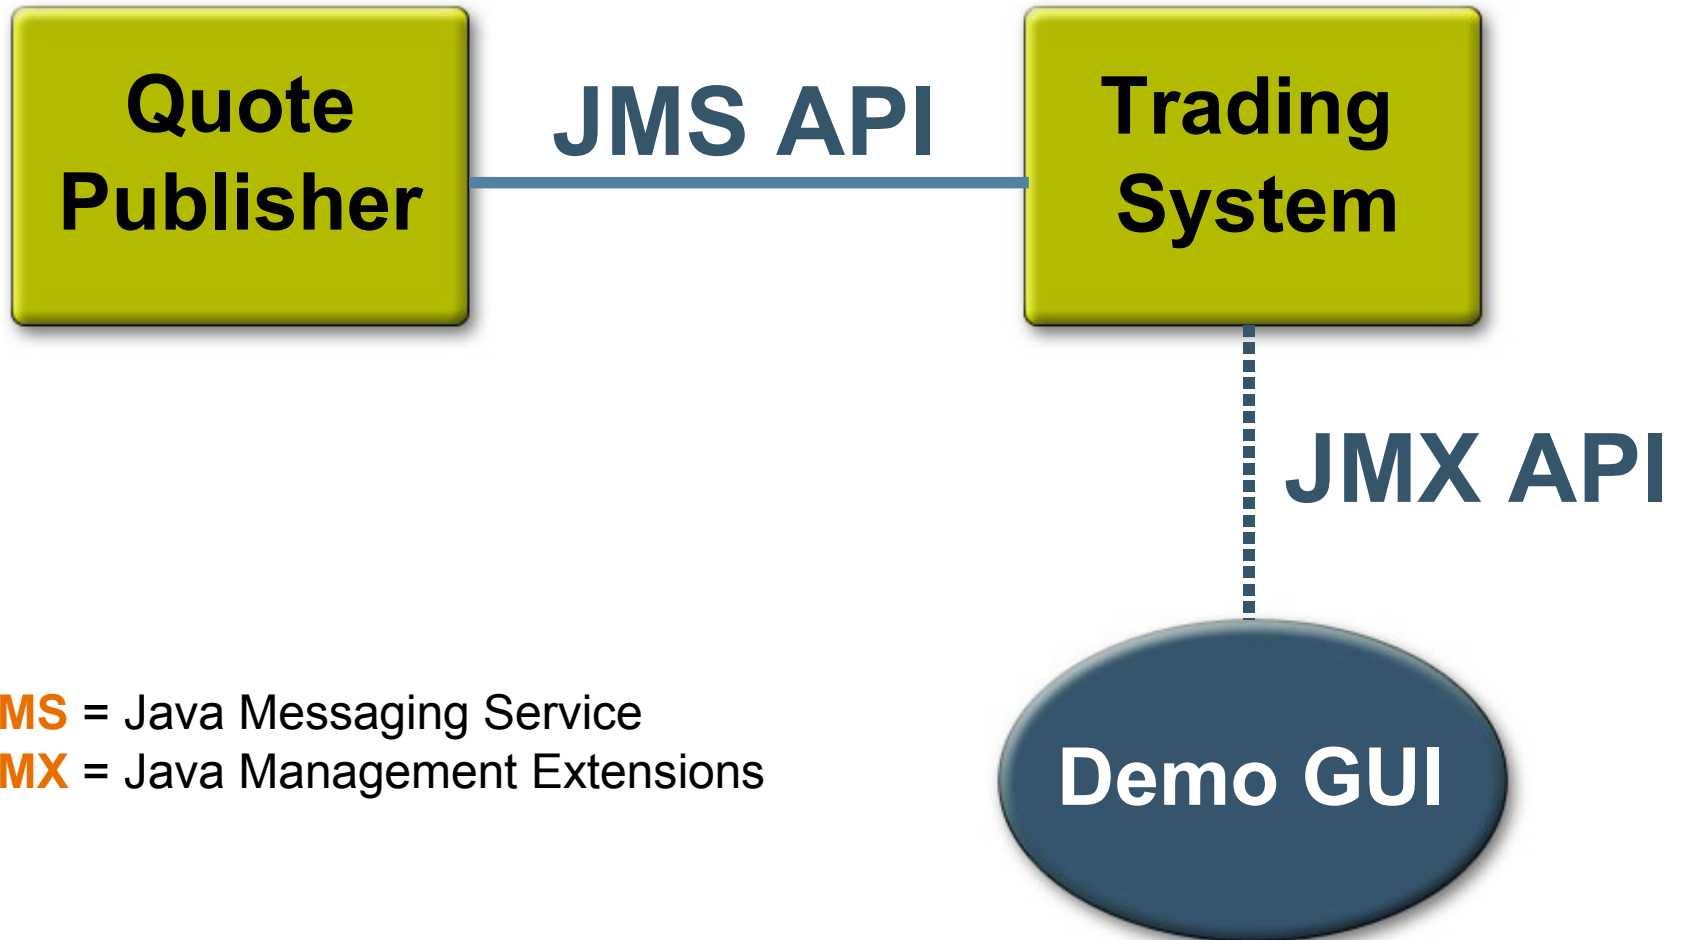 Quote
Publisher
JMS API
Trading
System
JMX API
MS = Java Messaging Service
MX = Java Management Extensions
Demo GUI